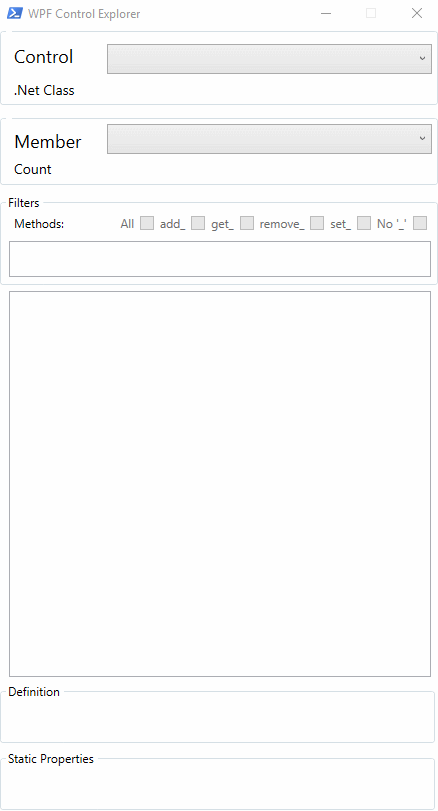 WPF Control Explorer
Control
.Net Class
Member
Count
Filters
Methods: All add_ get_ remove_ set_ No '_'
Definition
Static Properties